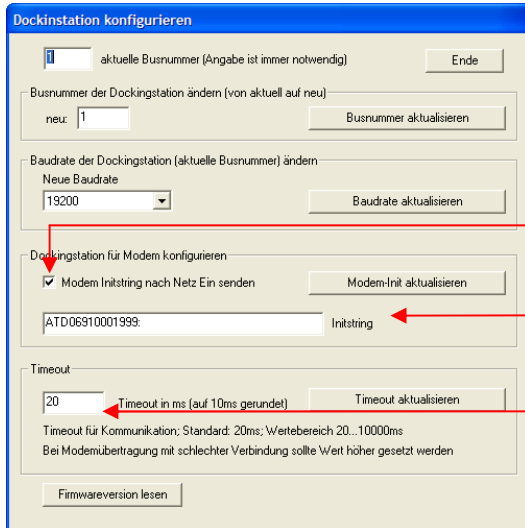 Dockinstation konfigurieren
1 aktuelle Busnummer (Angabe ist immer notwendig) Ende
Busnummer der Dockingstation ändern (von aktuell auf neu)
neu: 1 Busnummer aktualisieren
Baudrate der Dockingstation (aktuelle Busnummer) ändern
Neue Baudrate
19200 Baudrate aktualisieren
Dockingstation für Modem konfigurieren
Modem Initstring nach Netz Ein senden Modem-Init aktualisieren
ATD06910001999: Initstring
Timeout
20 Timeout in ms (auf 10ms gerundet) Timeout aktualisieren
Timeout für Kommunikation; Standard: 20ms; Wertebereich 20...10000ms
Bei Modemübertragung mit schlechter Verbindung sollte Wert höher gesetzt werden
Firmwareversion lesen